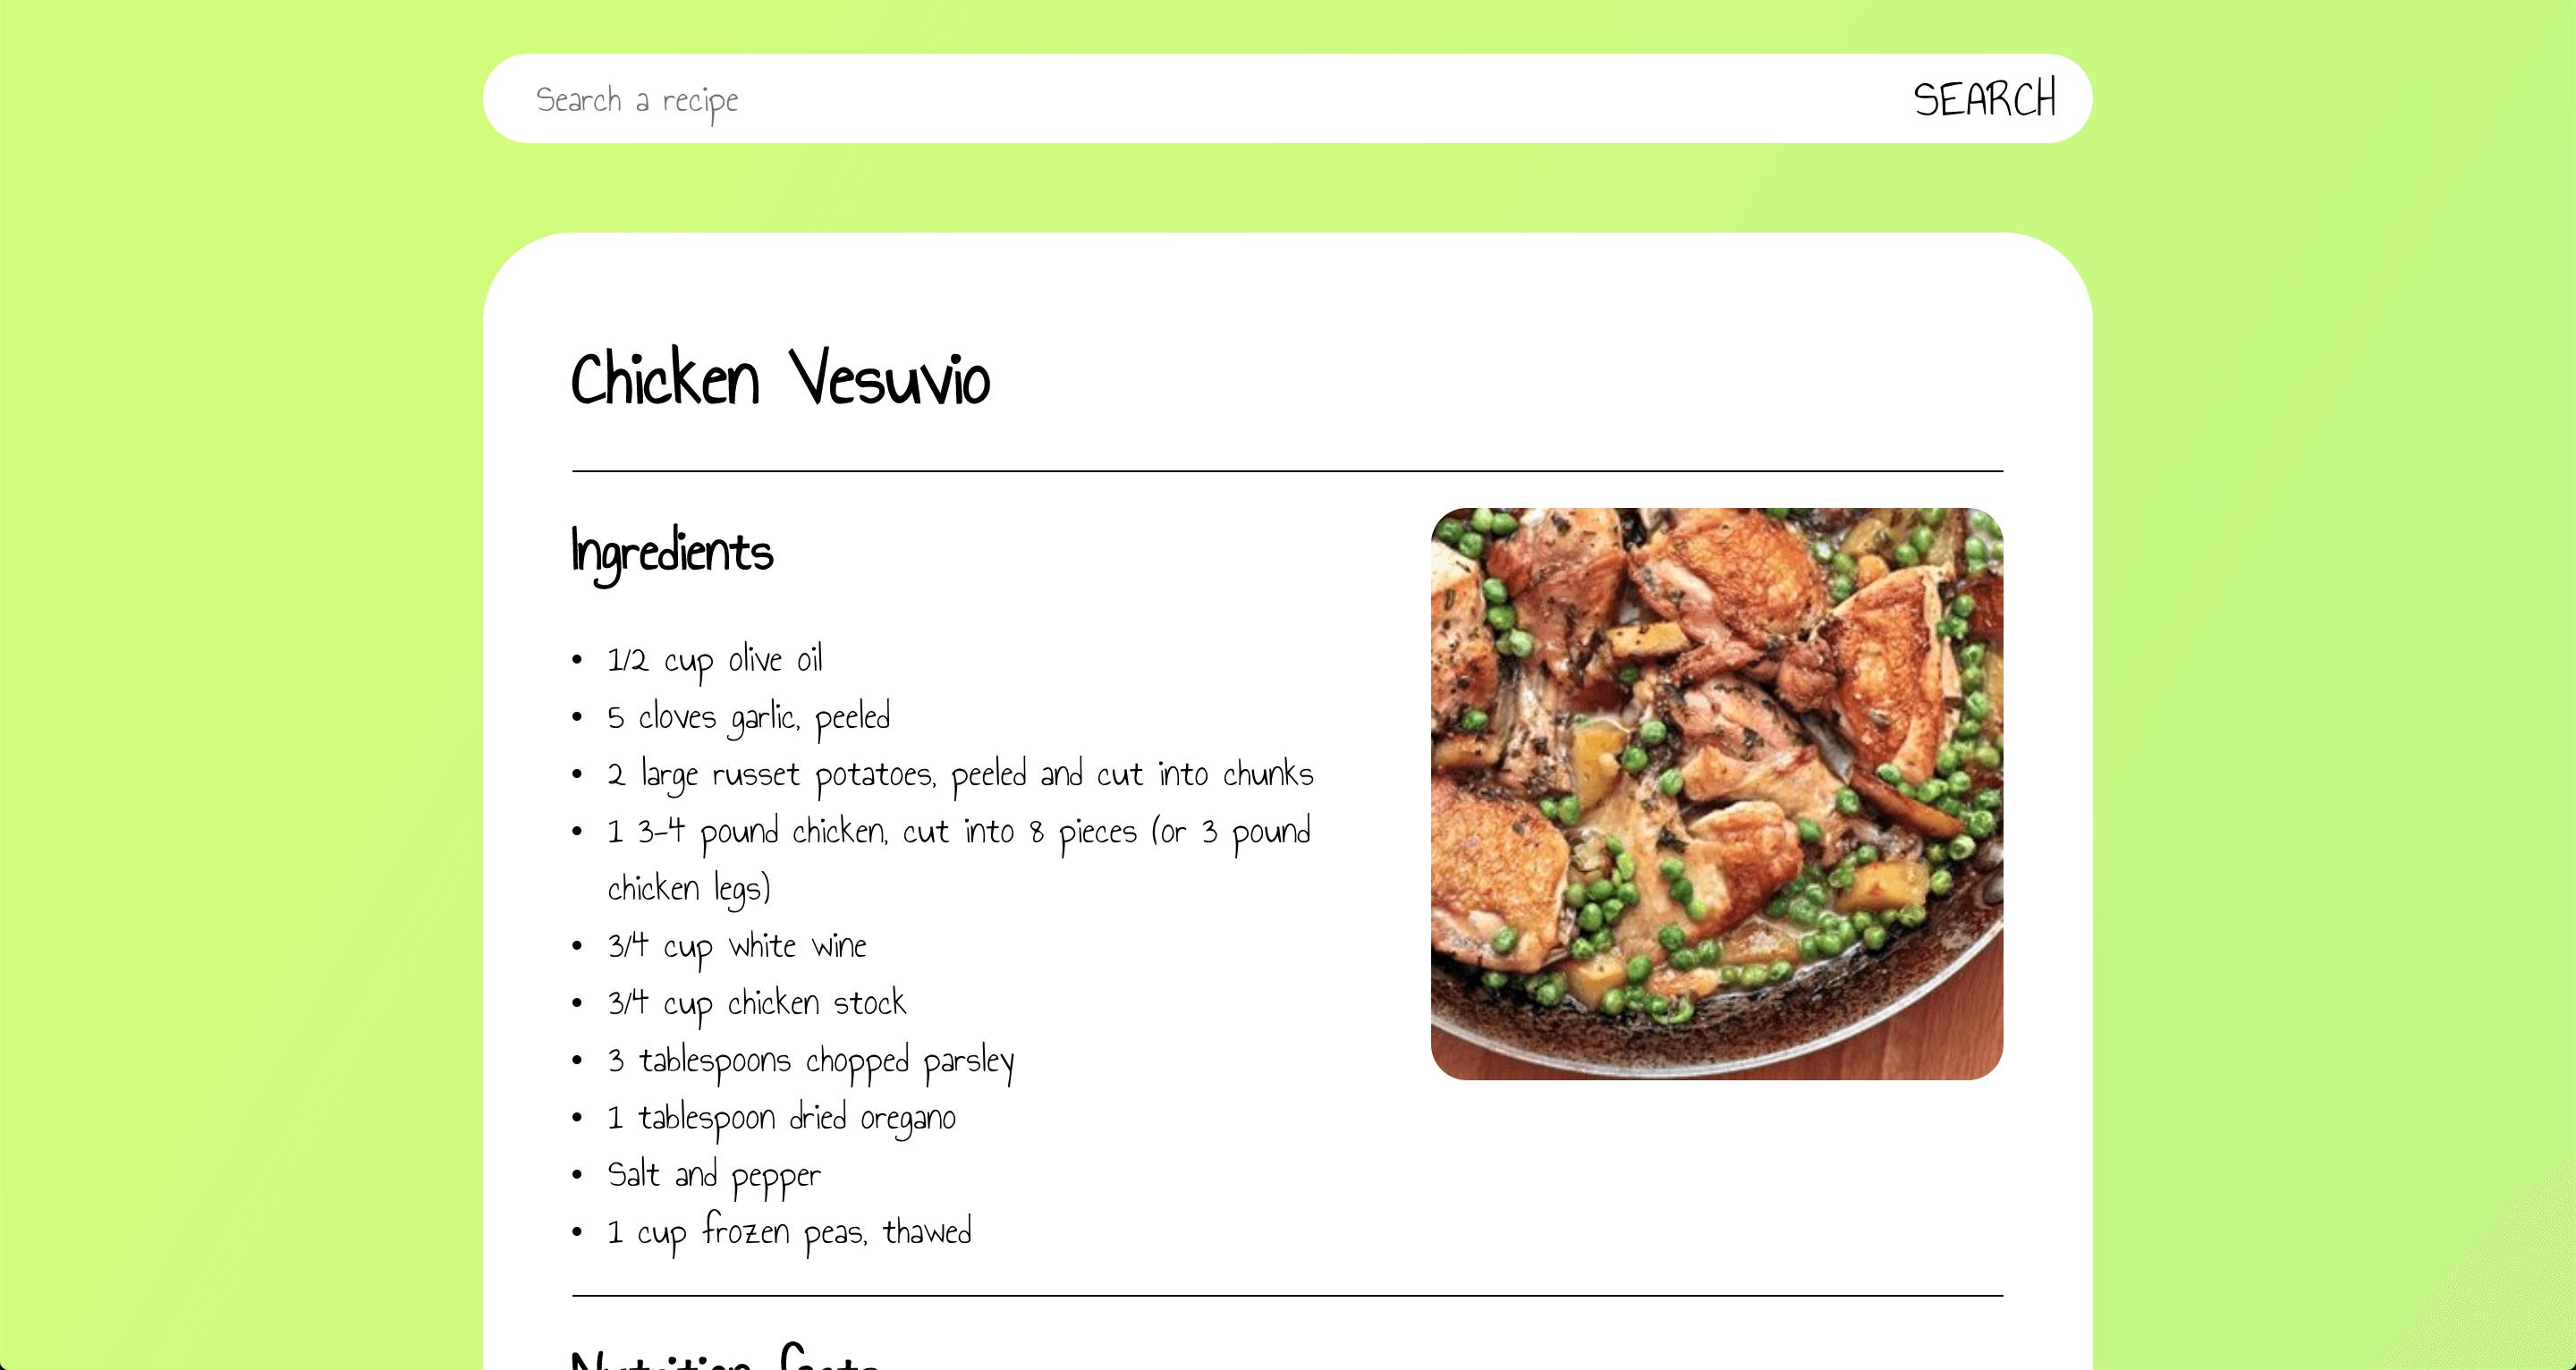 Search a recipe
SEARCH
Chicken Vesuvio
Ingredients
• 1/2 cup olive oil
• 5 cloves garlic, peeled
• 2 large russet potatoes, peeled and cut into chunks
• 1 3-4 pound chicken, cut into 8 pieces (or 3 pound
chicken legs)
• 3/4 cup white wine
• 3/4 cup chicken stock
• 3 tablespoons chopped parsley
• 1 tablespoon dried oregano
• Salt and pepper
• 1 cup frozen peas, thawed
Nutrition facts